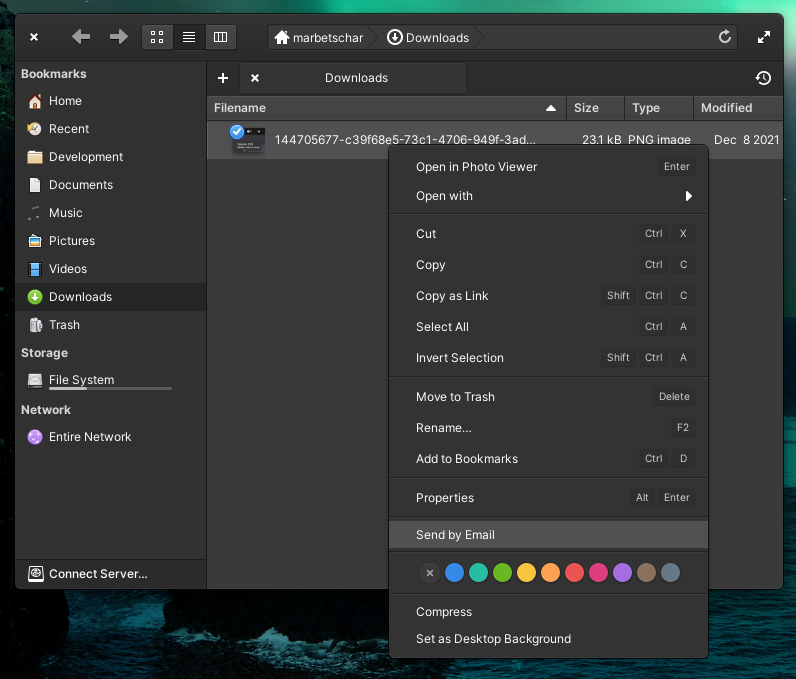 marbetschar Downloads
Bookmarks
Home
Recent
Development
Documents
Music
Pictures
Videos
Downloads
Trash
Storage
File System
Network
Entire Network
Connect Server...
Downloads
Filename Size Type Modified
144705677-c39f68e5-73c1-4706-949f-3ad... 23.1 kB PNG image Dec 8 2021
Open in Photo Viewer Enter
Open with
Cut Ctrl X
Copy Ctrl C
Copy as Link Shift Ctrl C
Select All Ctrl A
Invert Selection Shift Ctrl A
Move to Trash Delete
Rename... F2
Add to Bookmarks Ctrl D
Properties Alt Enter
Send by Email
Compress
Set as Desktop Background